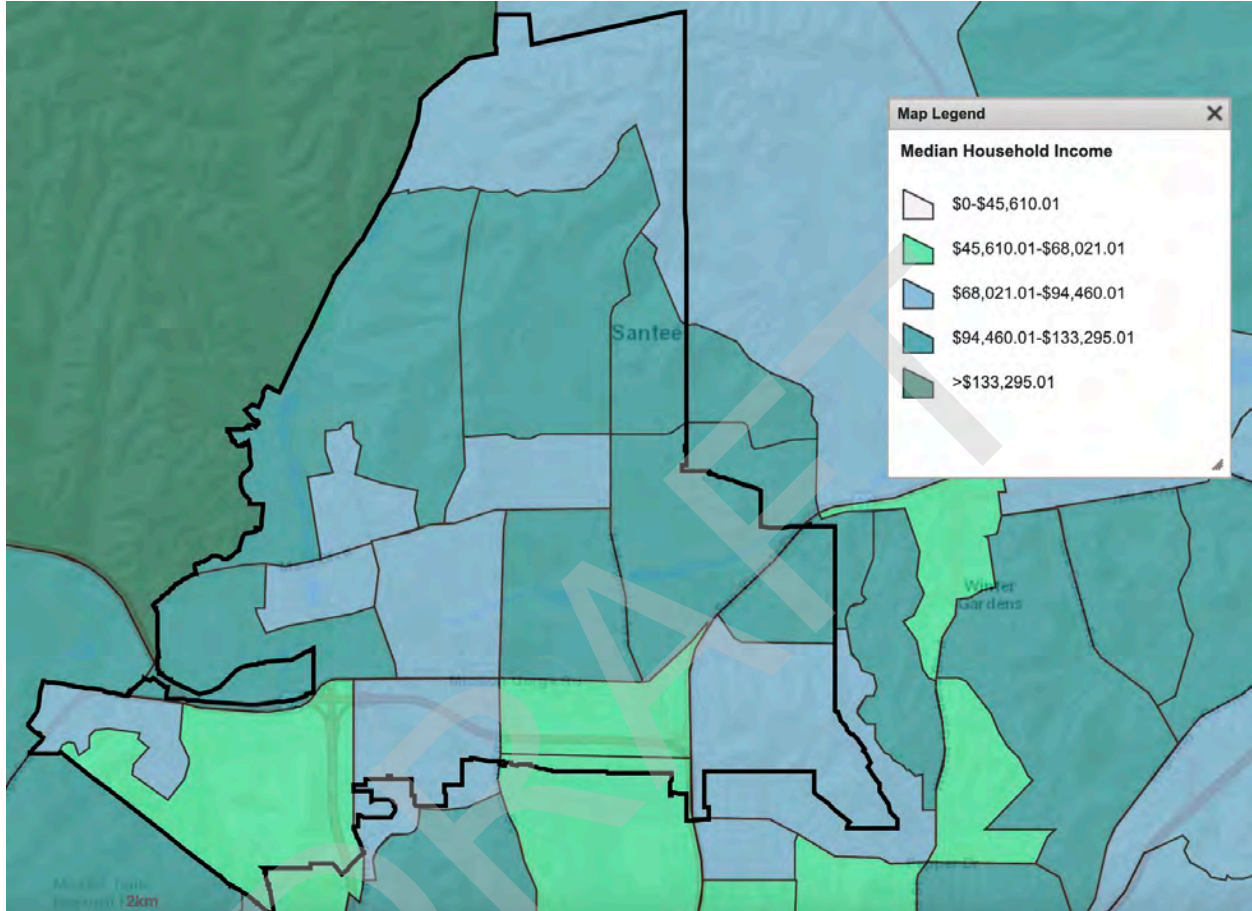 Map Legend
Median Household Income
$0-$45,610.01
$45,610.01-$68,021.01
$68,021.01-$94,460.01
$94,460.01-$133,295.01
>$133,295.01
Santee
Winter
Gardens
2km
DRAFT